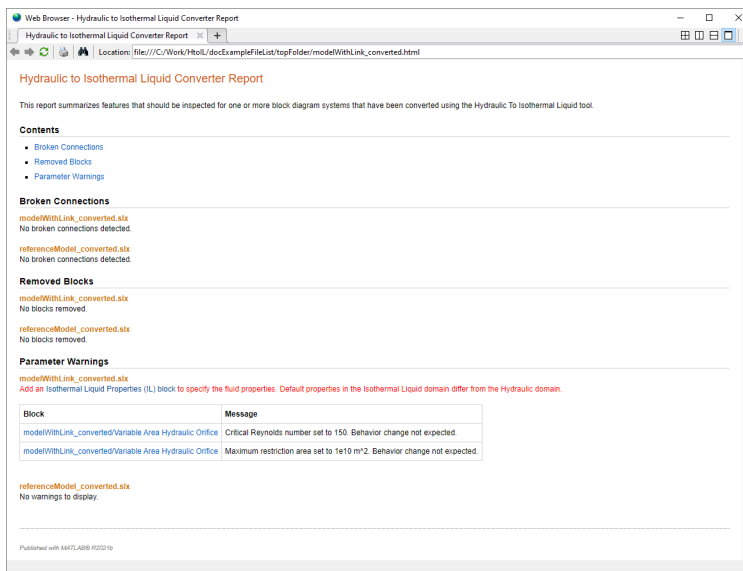 Web Browser - Hydraulic to Isothermal Liquid Converter Report
Hydraulic to Isothermal Liquid Converter Report
Location: file:///C:/Work/HtoIL/docExampleFileList/topFolder/modelWithLink_converted.html
Hydraulic to Isothermal Liquid Converter Report
This report summarizes features that should be inspected for one or more block diagram systems that have been converted using the Hydraulic To Isothermal Liquid tool.
Contents
Broken Connections
Removed Blocks
Parameter Warnings
Broken Connections
modelWithLink_converted.slx
No broken connections detected.
referenceModel_converted.slx
No broken connections detected.
Removed Blocks
modelWithLink_converted.slx
No blocks removed.
referenceModel_converted.slx
No blocks removed.
Parameter Warnings
modelWithLink_converted.slx
Add an Isothermal Liquid Properties (IL) block to specify the fluid properties. Default properties in the Isothermal Liquid domain differ from the Hydraulic domain.
Block Message
modelWithLink_converted/Variable Area Hydraulic Orifice Critical Reynolds number set to 150. Behavior change not expected.
modelWithLink_converted/Variable Area Hydraulic Orifice Maximum restriction area set to 1e10 m^2. Behavior change not expected.
referenceModel_converted.slx
No warnings to display.
Published with MATLAB® R2021b